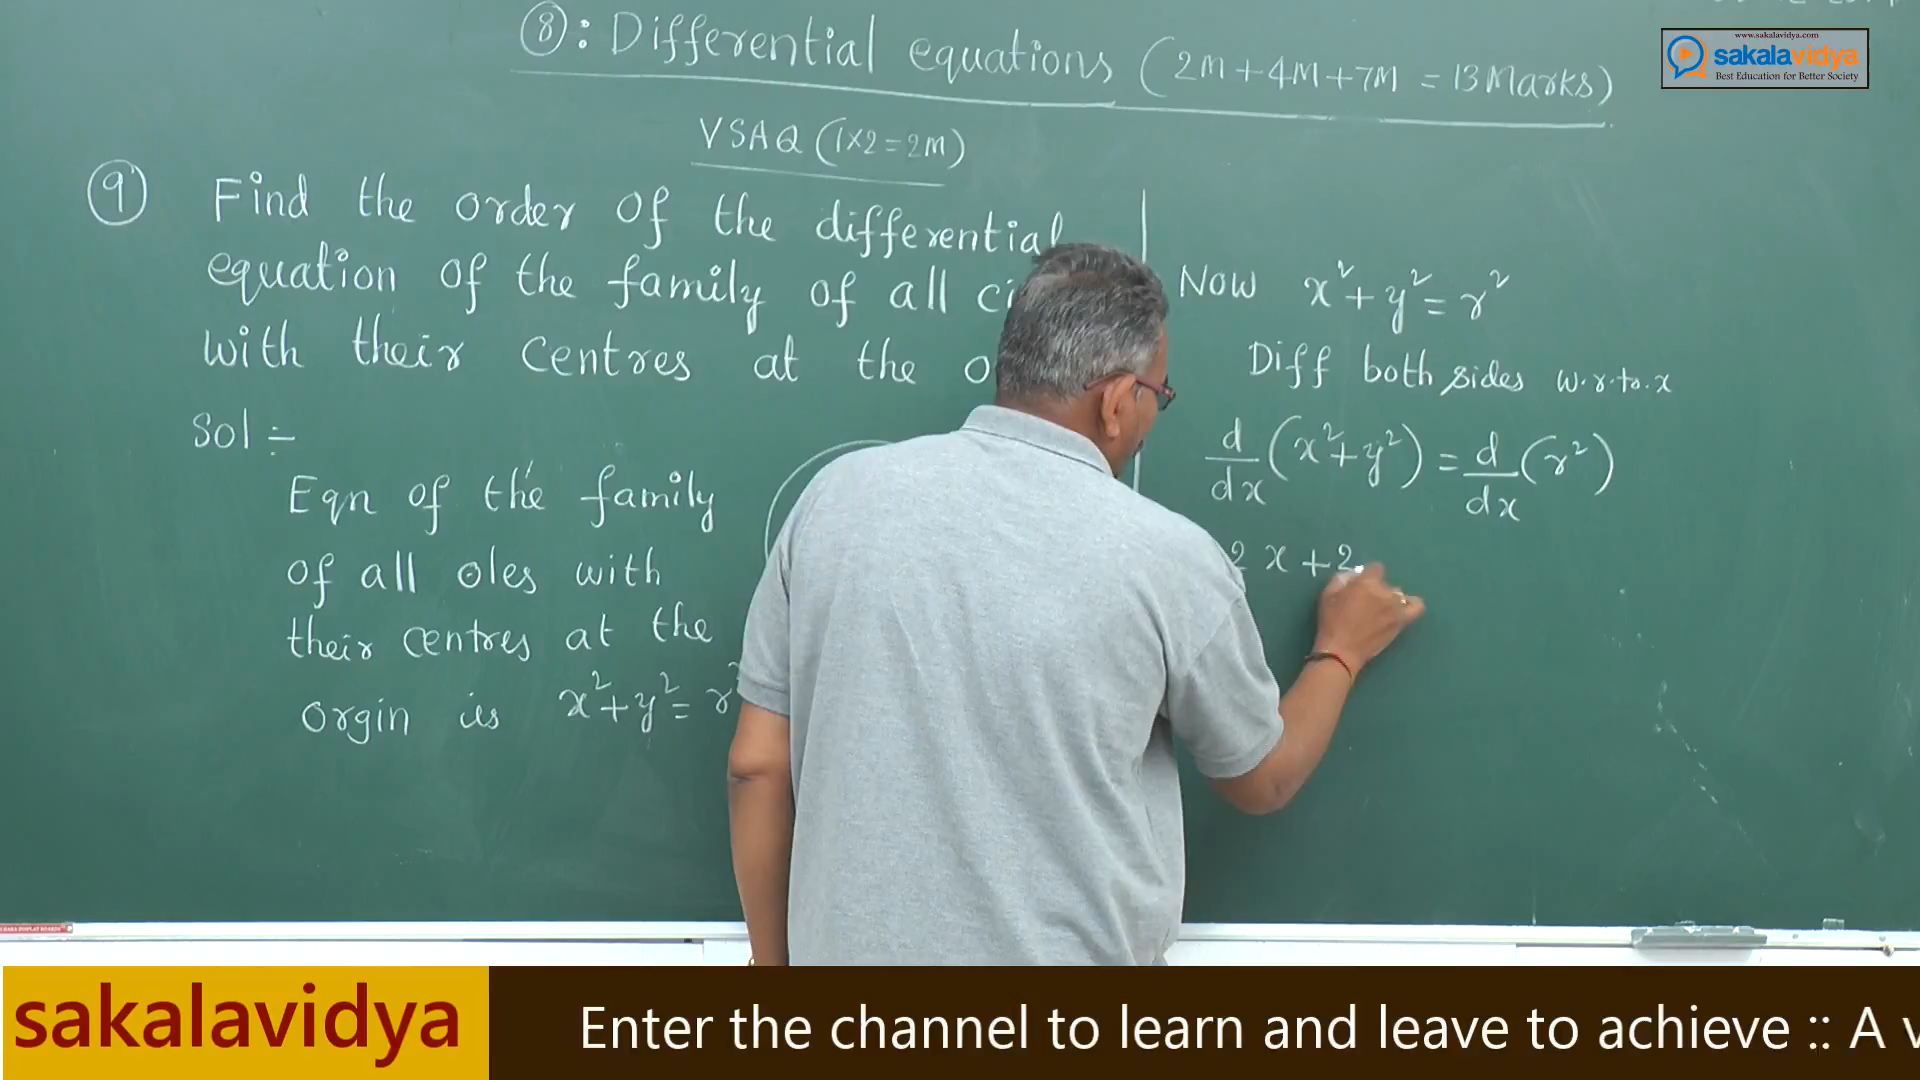 ⑧: Differential equations (2M+4M+7M = 13 Marks)
www.sakalavidya.com
sakalavidya
Best Education for Better Society
VSAQ (1×2=2M)
⑨ Find the order of the differential
equation of the family of all
with their centres at the
Sol :-
Eqn of the family
of all oles with
their centres at the
orgin is x²+y²= r²
Now x²+y²= r²
Diff both sides w.r.to.x
d/dx (x²+y²) = d/dx (r²)
2x+2
sakalavidya
Enter the channel to learn and leave to achieve :: A